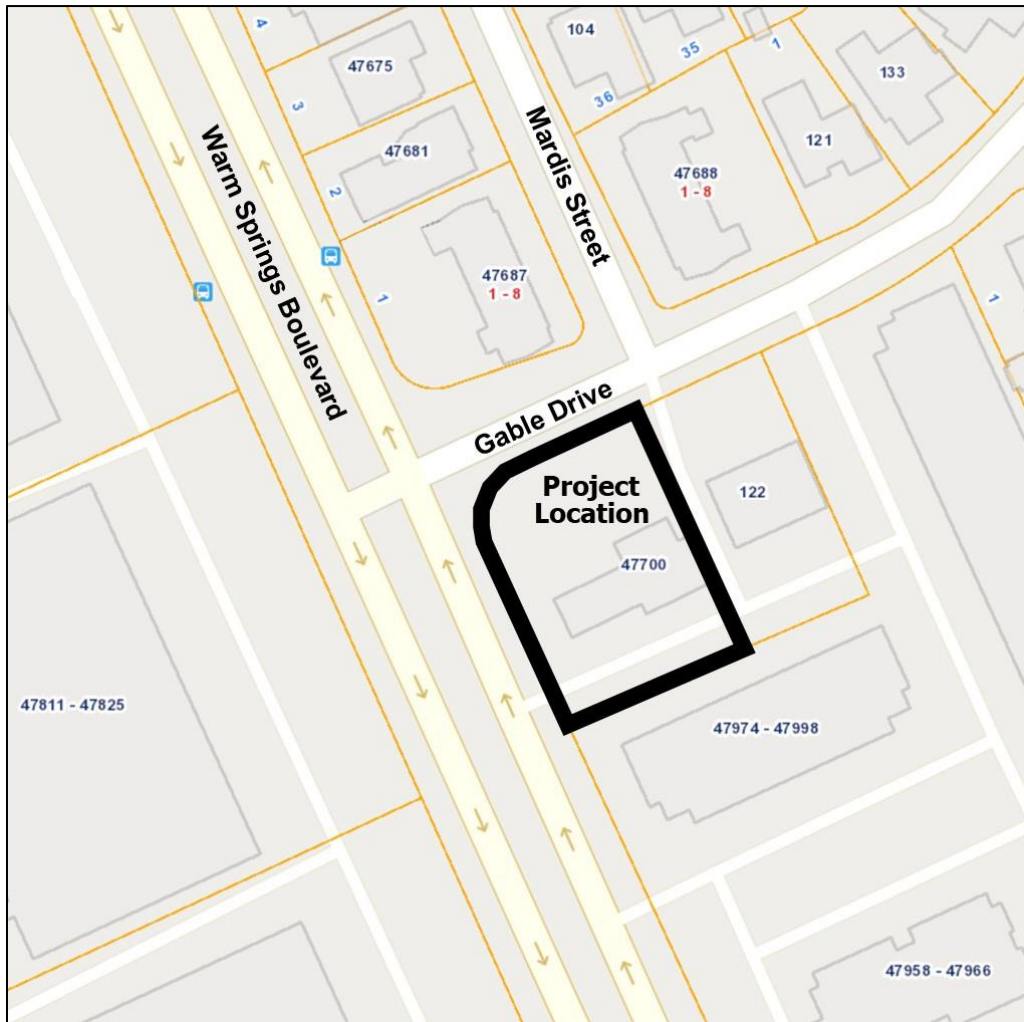 4
104
35
1
47675
133
3
36
47681
121
Warm Springs Boulevard
Mardis Street
47688
1 - 8
2
47687
1 - 8
1
1
Gable Drive
Project
Location
122
47700
47811 - 47825
47974 - 47998
47958 - 47966